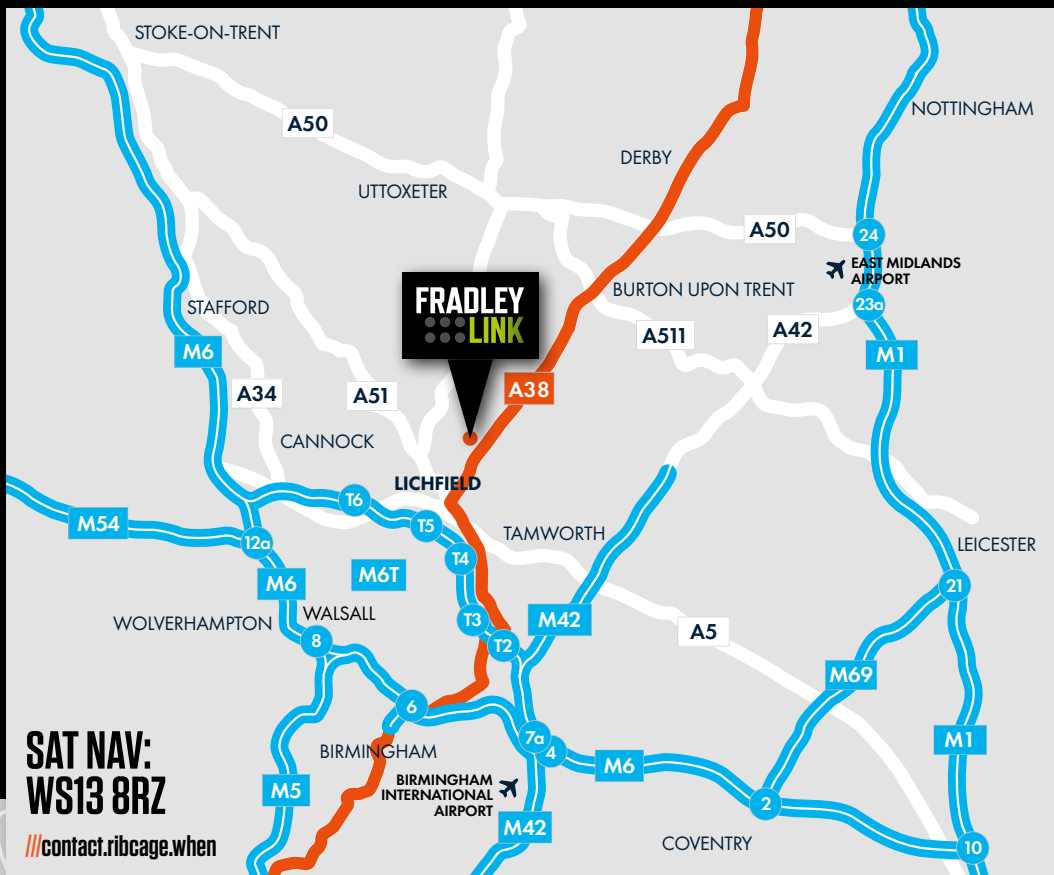 STOKE-ON-TRENT
NOTTINGHAM
A50
DERBY
UTTOXETER
A50
24
EAST MIDLANDS
AIRPORT
BURTON UPON TRENT
23a
STAFFORD
FRADLEY
LINK
A511
A42
M6
M1
A34
A51
A38
CANNOCK
LICHFIELD
T6
T5
M54
12a
TAMWORTH
LEICESTER
T4
M6
M6T
21
WOLVERHAMPTON
WALSALL
8
T3
T2
M42
A5
M69
6
7a
4
M6
M1
BIRMINGHAM
SAT NAV:
WS13 8RZ
M5
BIRMINGHAM
INTERNATIONAL
AIRPORT
2
M42
COVENTRY
10
///contact.ribcage.when